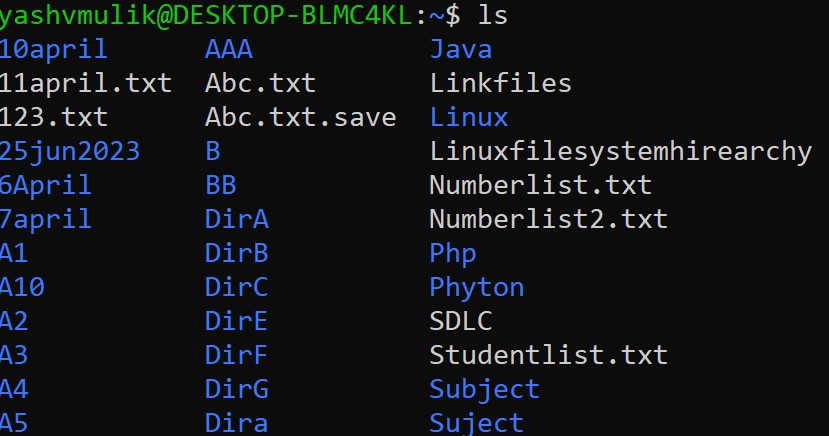 yashvmulik@DESKTOP-BLMC4KL:~$ ls
10april AAA Java
11april.txt Abc.txt Linkfiles
123.txt Abc.txt.save Linux
25jun2023 B Linuxfilesystemhirearchy
6April BB Numberlist.txt
7april DirA Numberlist2.txt
A1 DirB Php
A10 DirC Phyton
A2 DirE SDLC
A3 DirF Studentlist.txt
A4 DirG Subject
A5 Dira Suject